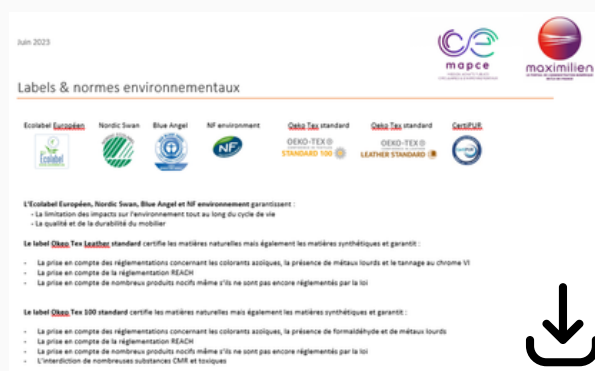 Juin 2023
mapce
maximilien
Labels & normes environnementaux
Ecolabel Européen Nordic Swan Blue Angel NF environment Oeko Tex standard Oeko Tex standard CertiPUR
Ecolabel
NF
OEKO-TEX®
STANDARD 100
OEKO-TEX®
LEATHER STANDARD
L'Ecolabel Européen, Nordic Swan, Blue Angel et NF environment garantissent :
- La limitation des impacts sur l'environnement tout au long du cycle de vie
- La qualité et de la durabilité du mobilier
Le label Okeo Tex Leather standard certifie les matières naturelles mais également les matières synthétiques et garantit :
- La prise en compte des réglementations concernant les colorants azoïques, la présence de métaux lourds et le tannage au chrome VI
- La prise en compte de la réglementation REACH
- La prise en compte de nombreux produits nocifs même s'ils ne sont pas encore réglementés par la loi
Le label Okeo Tex 100 standard certifie les matières naturelles mais également les matières synthétiques et garantit :
- La prise en compte des réglementations concernant les colorants azoïques, la présence de formaldéhyde et de métaux lourds
- La prise en compte de la réglementation REACH
- La prise en compte de nombreux produits nocifs même s'ils ne sont pas encore réglementés par la loi
- L'interdiction de nombreuses substances CMR et toxiques